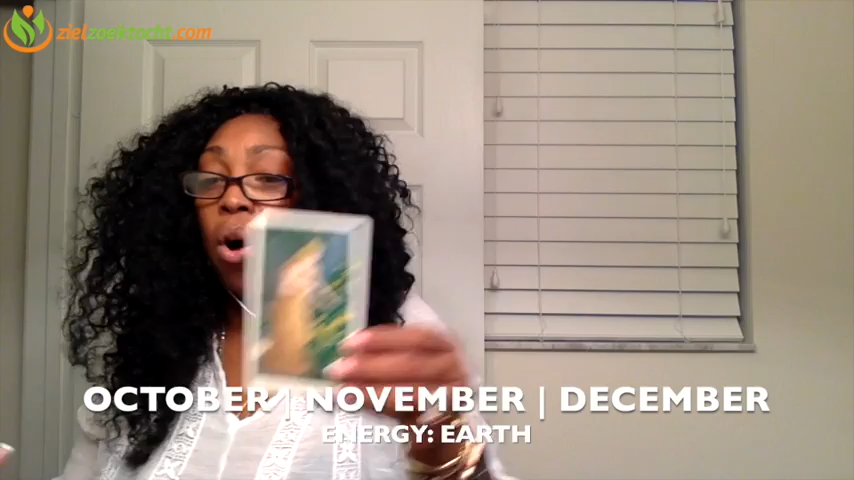 zielzoektocht.com
OCTOBER | NOVEMBER | DECEMBER
ENERGY: EARTH